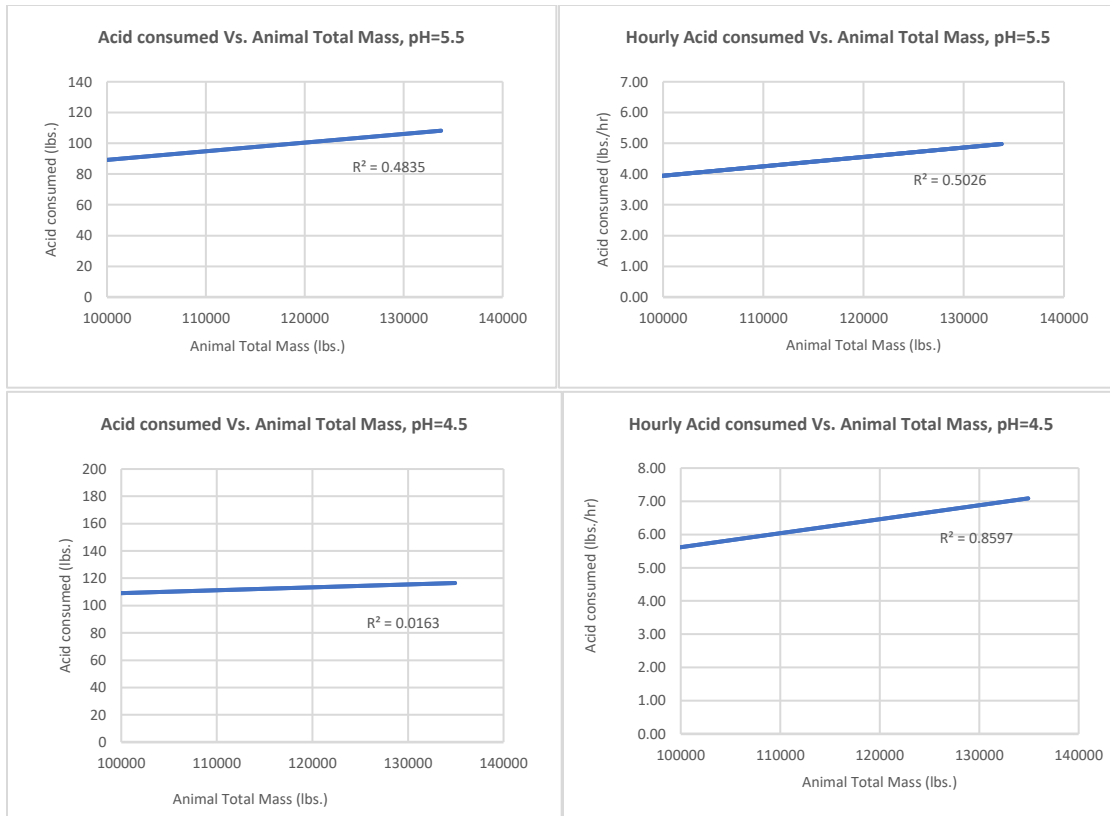 Acid consumed Vs. Animal Total Mass, pH=5.5
Acid consumed (lbs.)
140
120
100
80
60
40
20
0
R² = 0.4835
100000 110000 120000 130000 140000
Animal Total Mass (lbs.)
Hourly Acid consumed Vs. Animal Total Mass, pH=5.5
Acid consumed (lbs./hr)
7.00
6.00
5.00
4.00
3.00
2.00
1.00
0.00
R² = 0.5026
100000 110000 120000 130000 140000
Animal Total Mass (lbs.)
Acid consumed Vs. Animal Total Mass, pH=4.5
Acid consumed (lbs.)
200
180
160
140
120
100
80
60
40
20
0
R² = 0.0163
100000 110000 120000 130000 140000
Animal Total Mass (lbs.)
Hourly Acid consumed Vs. Animal Total Mass, pH=4.5
Acid consumed (lbs./hr)
8.00
7.00
6.00
5.00
4.00
3.00
2.00
1.00
0.00
R² = 0.8597
100000 110000 120000 130000 140000
Animal Total Mass (lbs.)